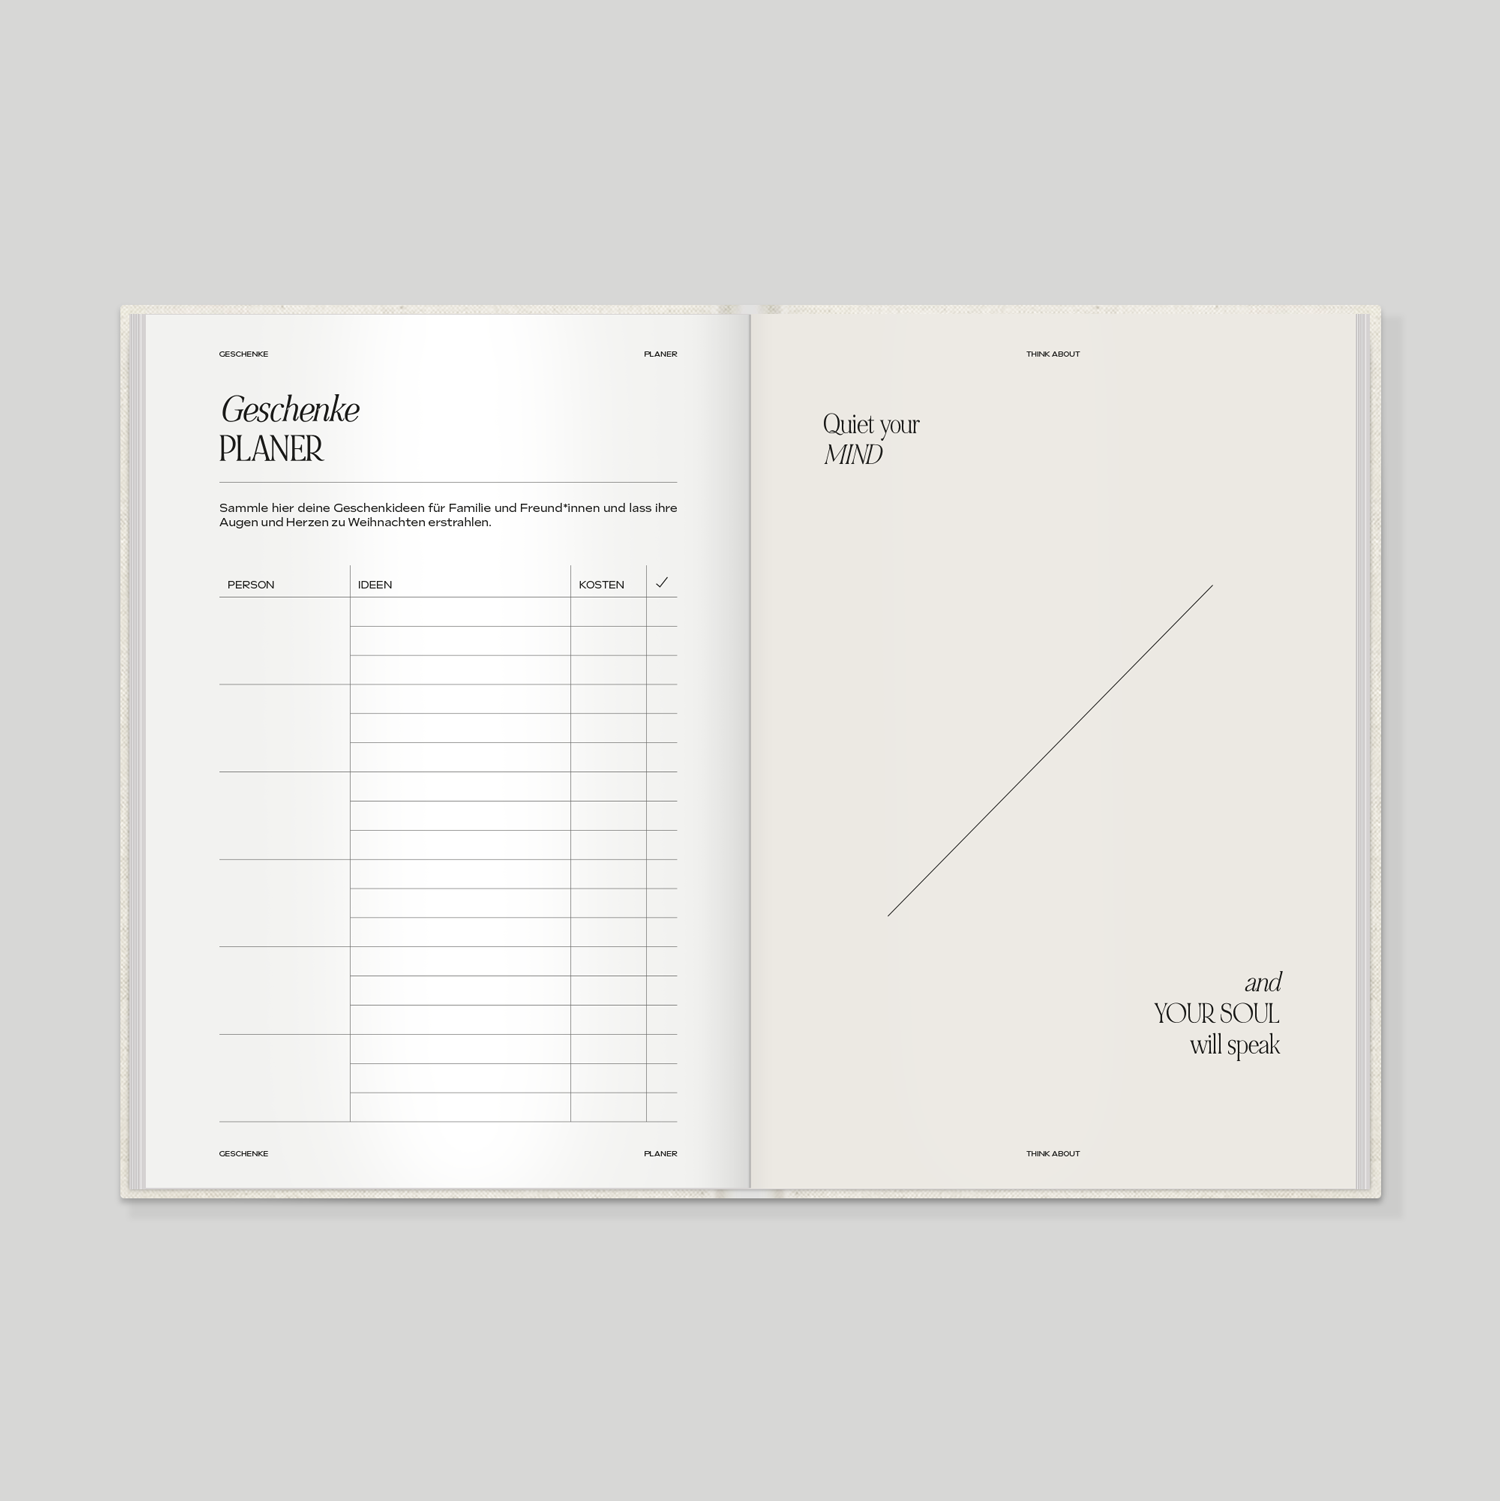 GESCHENKE PLANER
Geschenke
PLANER
Sammle hier deine Geschenkideen für Familie und Freund*innen und lass ihre
Augen und Herzen zu Weihnachten erstrahlen.
PERSON IDEEN KOSTEN ✓
GESCHENKE PLANER
THINK ABOUT
Quiet your
MIND
and
YOUR SOUL
will speak
THINK ABOUT